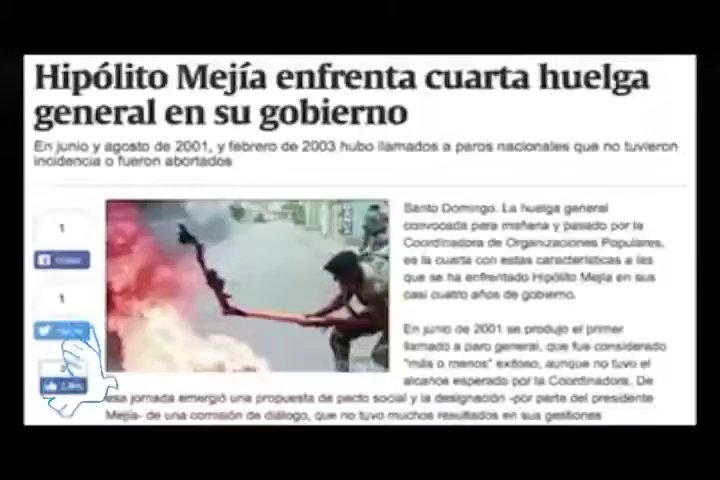 Hipólito Mejía enfrenta cuarta huelga
general en su gobierno
En junio y agosto de 2001, y febrero de 2003 hubo llamados a paros nacionales que no tuvieron
incidencia o fueron abortados
Santo Domingo. La huelga general
convocada para mañana y pasado por la
Coordinadora de Organizaciones Populares,
es la cuarta con estas características a las
que se ha enfrentado Hipólito Mejía en sus
casi cuatro años de gobierno.
En junio de 2001 se produjo el primer
llamado a paro general, que fue considerado
"más o menos" exitoso, aunque no tuvo el
alcance esperado por la Coordinadora. De
esa jornada emergió una propuesta de pacto social y la designación -por parte del presidente
Mejía- de una comisión de diálogo, que no tuvo muchos resultados en sus gestiones
1
1